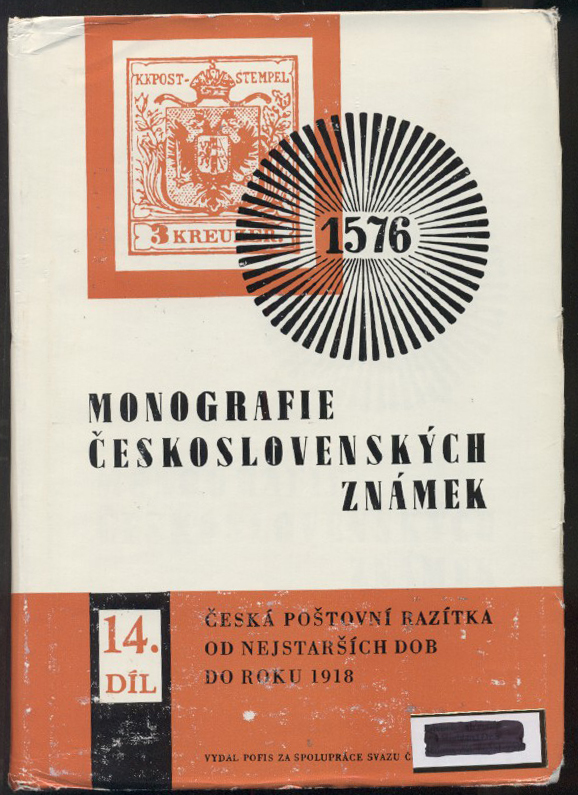 K.K.POST-STEMPEL
3 KREUZER.
1576
MONOGRAFIE
ČESKOSLOVENSKÝCH
ZNÁMEK
14.
DÍL
ČESKÁ POŠTOVNÍ RAZÍTKA
OD NEJSTARŠÍCH DOB
DO ROKU 1918
VYDAL POFIS ZA SPOLUPRÁCE SVAZU Č